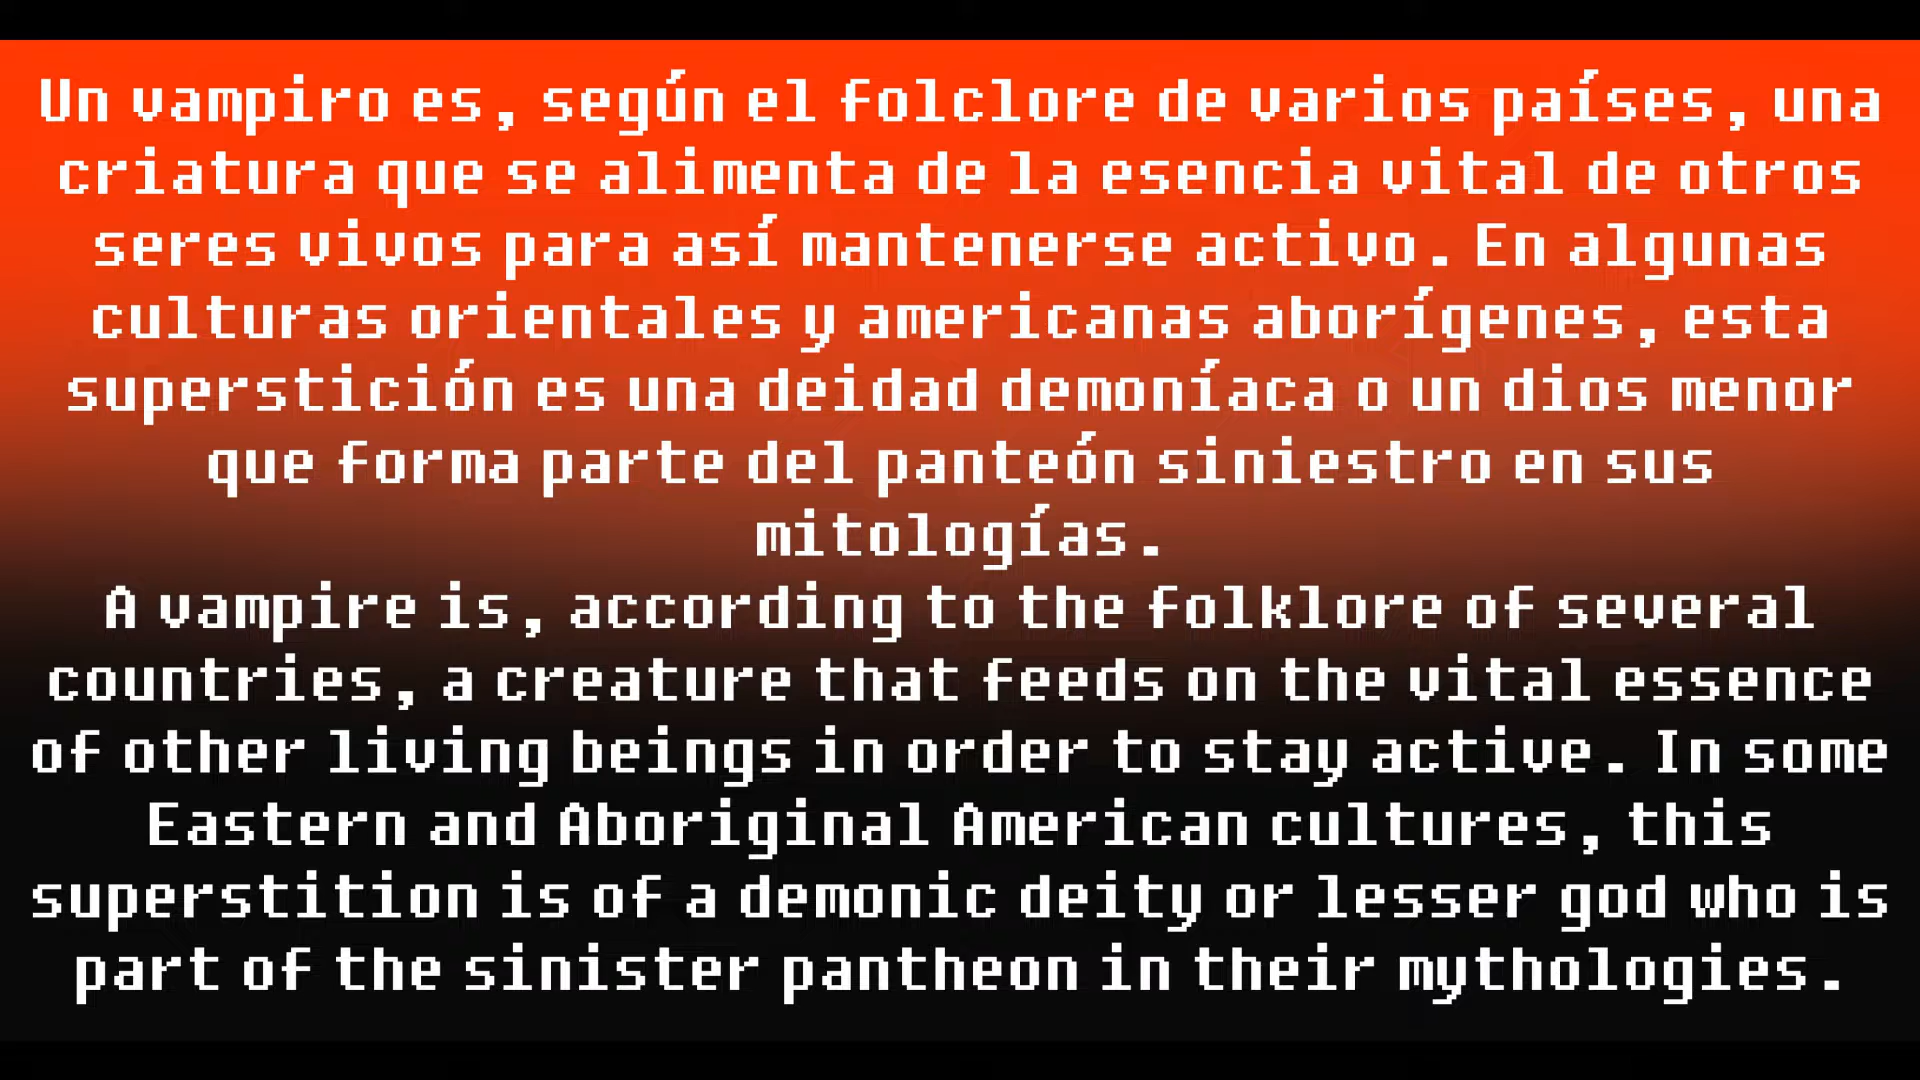 Un vampiro es, según el folclore de varios países, una
criatura que se alimenta de la esencia vital de otros
seres vivos para así mantenerse activo. En algunas
culturas orientales y americanas aborígenes, esta
superstición es una deidad demoníaca o un dios menor
que forma parte del panteón siniestro en sus
mitologías.
A vampire is, according to the folklore of several
countries, a creature that feeds on the vital essence
of other living beings in order to stay active. In some
Eastern and Aboriginal American cultures, this
superstition is of a demonic deity or lesser god who is
part of the sinister pantheon in their mythologies.